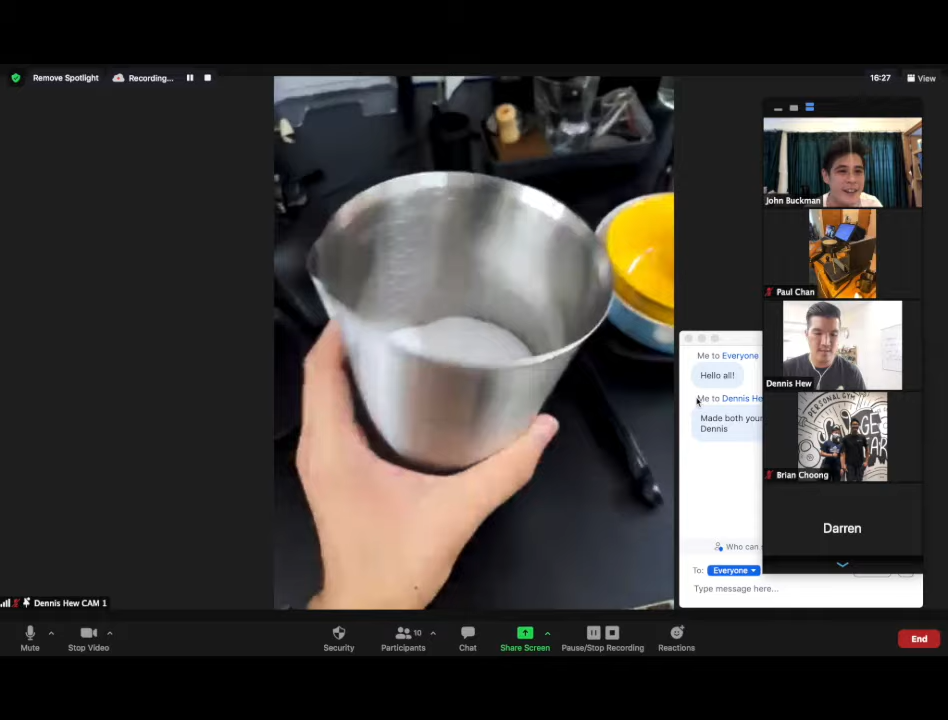 Remove Spotlight
Recording...
16:27
View
John Buckman
Paul Chan
Dennis Hew
PERSONAL GYM
Brian Choong
Darren
Me to Everyone
Hello all!
Me to Dennis He
Made both your
Dennis
Who can
To: Everyone
Type message here...
Dennis Hew CAM 1
Mute
Stop Video
Security
10
Participants
Chat
Share Screen
Pause/Stop Recording
Reactions
End